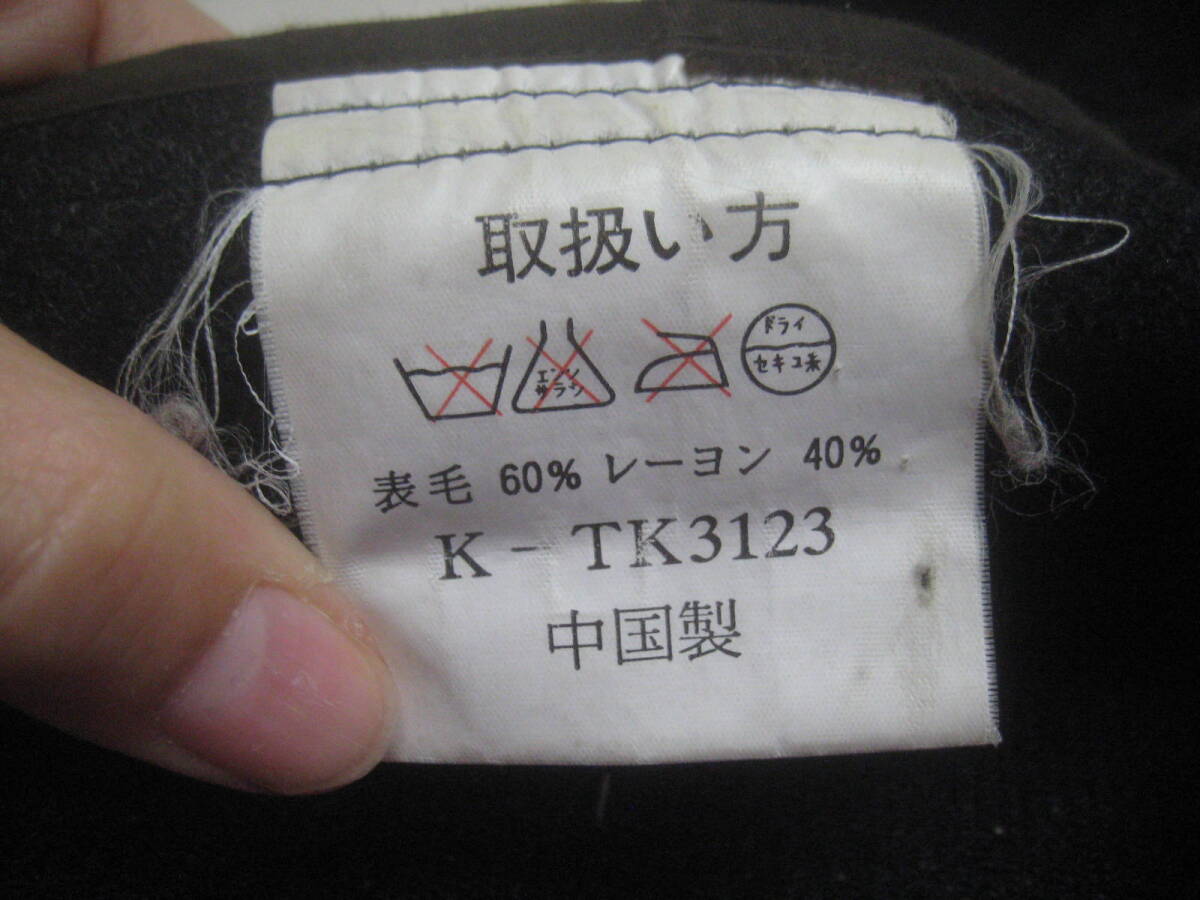 取扱い方
エンソ
サラシ
ドライ
セキユ系
表毛 60% レーヨン 40%
K-TK3123
中国製